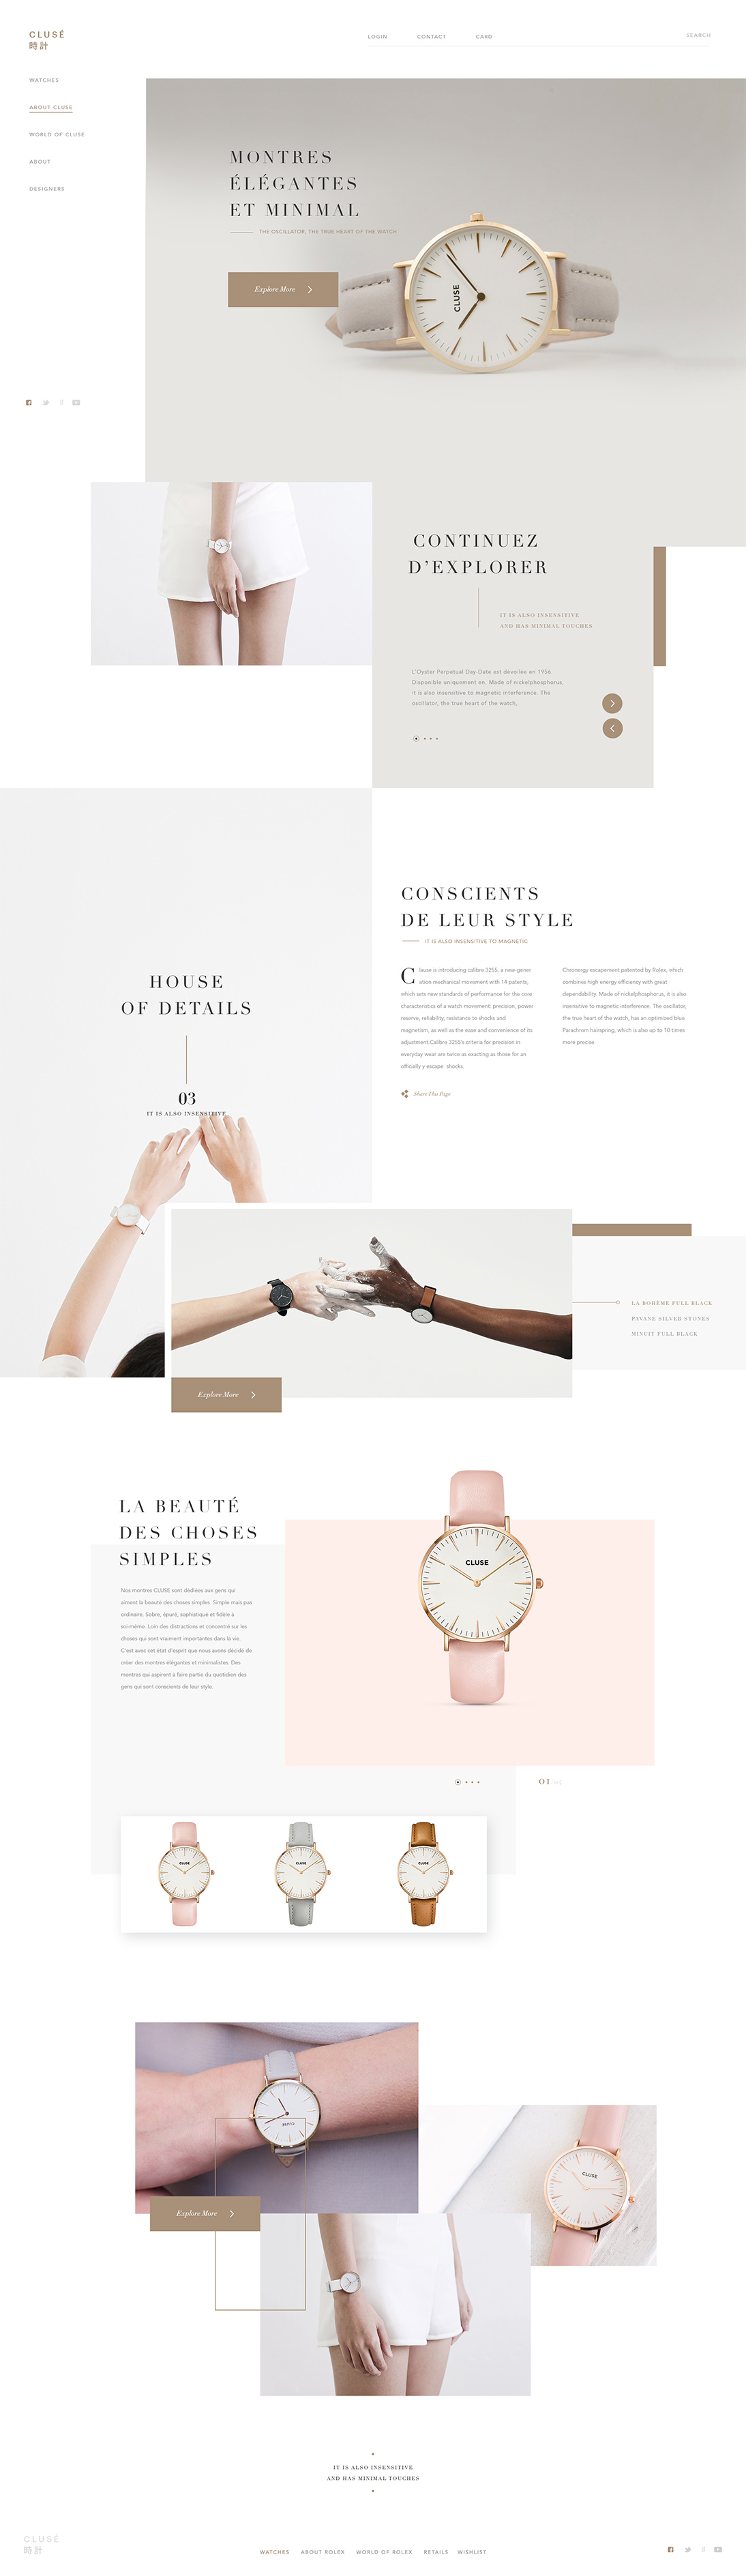 CLUSÉ
時計
LOGIN CONTACT CARD SEARCH
WATCHES
ABOUT CLUSE
WORLD OF CLUSE
ABOUT
DESIGNERS
MONTRES
ÉLÉGANTES
ET MINIMAL
THE OSCILLATOR, THE TRUE HEART OF THE WATCH
Explore More
CLUSE
CONTINUEZ
D'EXPLORER
IT IS ALSO INSENSITIVE
AND HAS MINIMAL TOUCHES
L'Oyster Perpetual Day-Date est dévoilée en 1956.
Disponible uniquement en. Made of nickelphosphorus,
it is also insensitive to magnetic interference. The
oscillator, the true heart of the watch,
CONSCIENTS
DE LEUR STYLE
IT IS ALSO INSENSITIVE TO MAGNETIC
Clause is introducing calibre 3255, a new-gener
ation mechanical movement with 14 patents,
which sets new standards of performance for the core
characteristics of a watch movement: precision, power
reserve, reliability, resistance to shocks and
magnetism, as well as the ease and convenience of its
adjustment.Calibre 3255's criteria for precision in
everyday wear are twice as exacting as those for an
officially y escape shocks.
Chronergy escapement patented by Rolex, which
combines high energy efficiency with great
dependability. Made of nickelphosphorus, it is also
insensitive to magnetic interference. The oscillator,
the true heart of the watch, has an optimized blue
Parachrom hairspring, which is also up to 10 times
more precise.
Share This Page
HOUSE
OF DETAILS
03
IT IS ALSO INSENSITIVE
LA BOHÈME FULL BLACK
PAVANE SILVER STONES
MINUIT FULL BLACK
Explore More
LA BEAUTÉ
DES CHOSES
SIMPLES
Nos montres CLUSE sont dédiées aux gens qui
aiment la beauté des choses simples. Simple mais pas
ordinaire. Sobre, épuré, sophistiqué et fidèle à
soi-même. Loin des distractions et concentré sur les
choses qui sont vraiment importantes dans la vie.
C'est avec cet état d'esprit que nous avons décidé de
créer des montres élégantes et minimalistes. Des
montres qui aspirent à faire partie du quotidien des
gens qui sont conscients de leur style.
CLUSE
01
CLUSE
CLUSE
CLUSE
CLUSE
CLUSE
Explore More
IT IS ALSO INSENSITIVE
AND HAS MINIMAL TOUCHES
CLUSÉ
時計
WATCHES ABOUT ROLEX WORLD OF ROLEX RETAILS WISHLIST